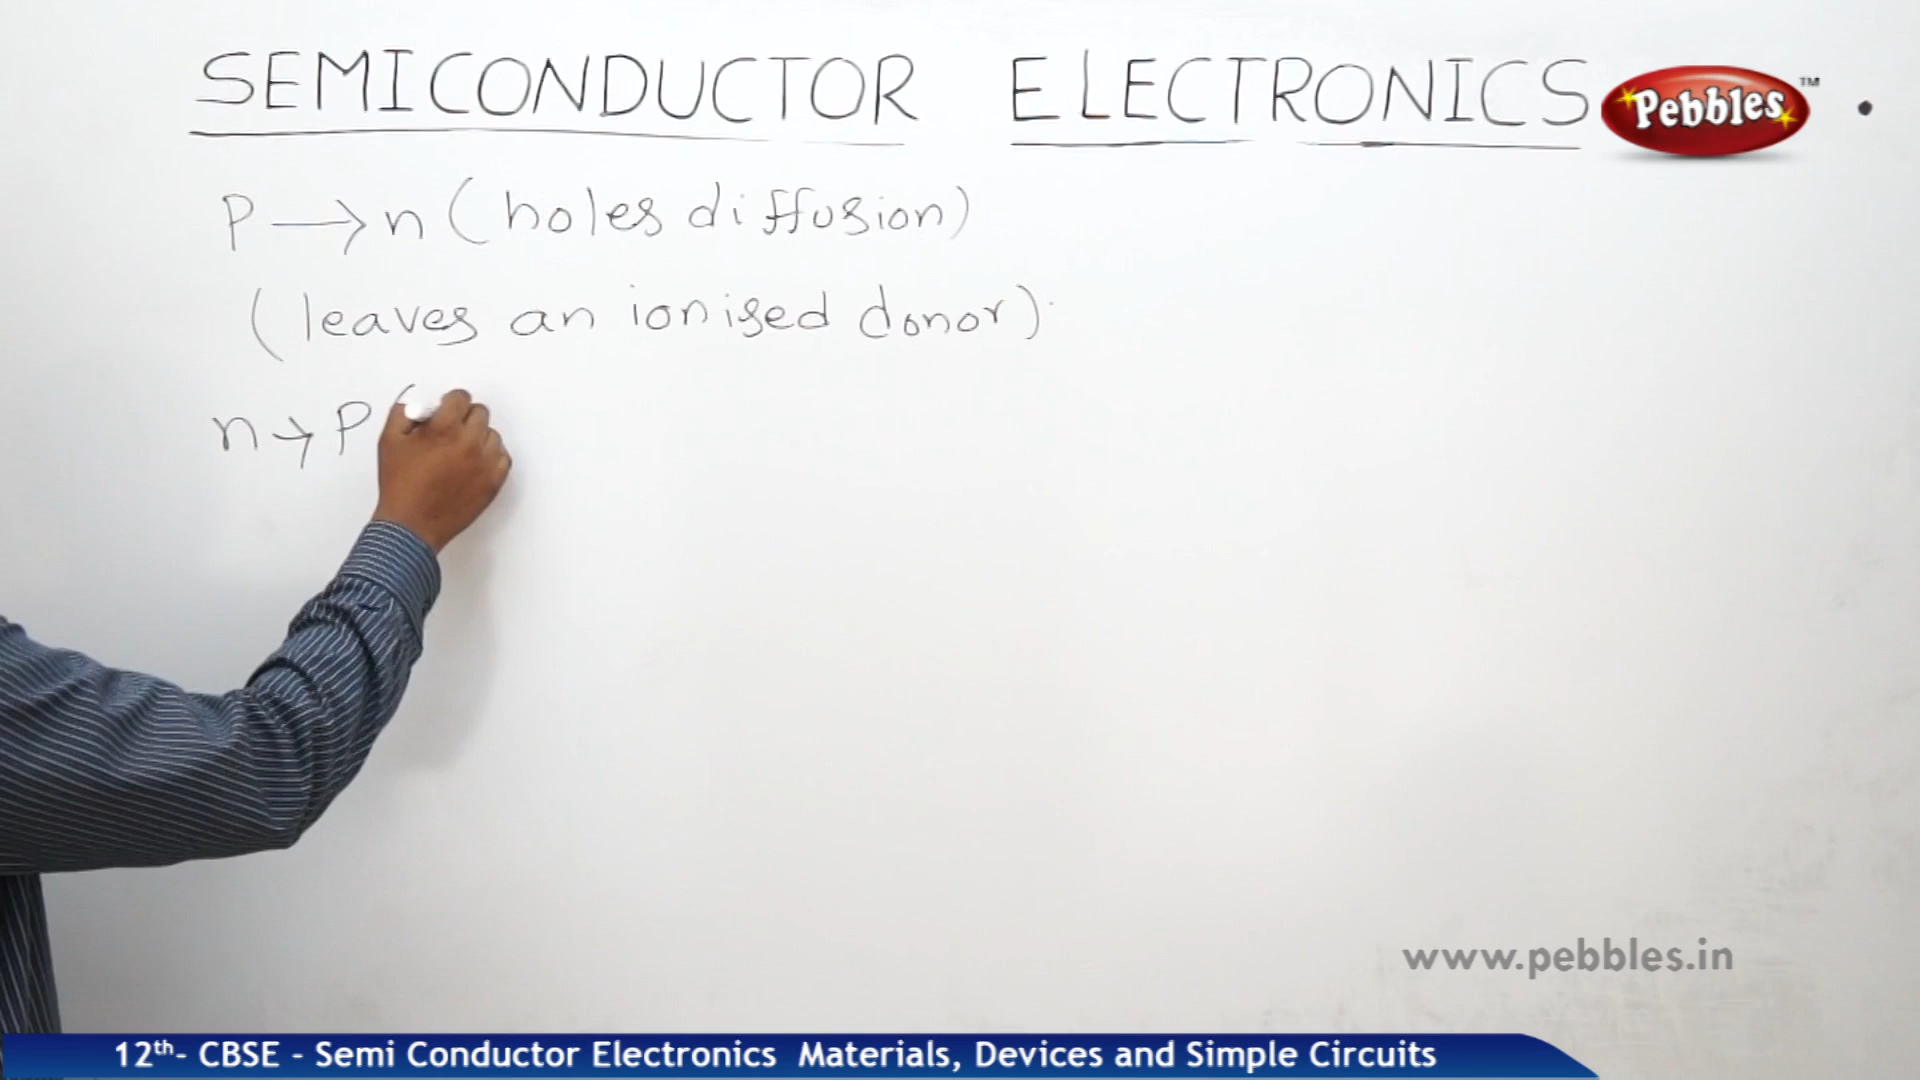 SEMICONDUCTOR ELECTRONICS
Pebbles™
P → n (holes diffusion)
(leaves an ionised donor).
n → P (
www.pebbles.in
12th- CBSE - Semi Conductor Electronics Materials, Devices and Simple Circuits